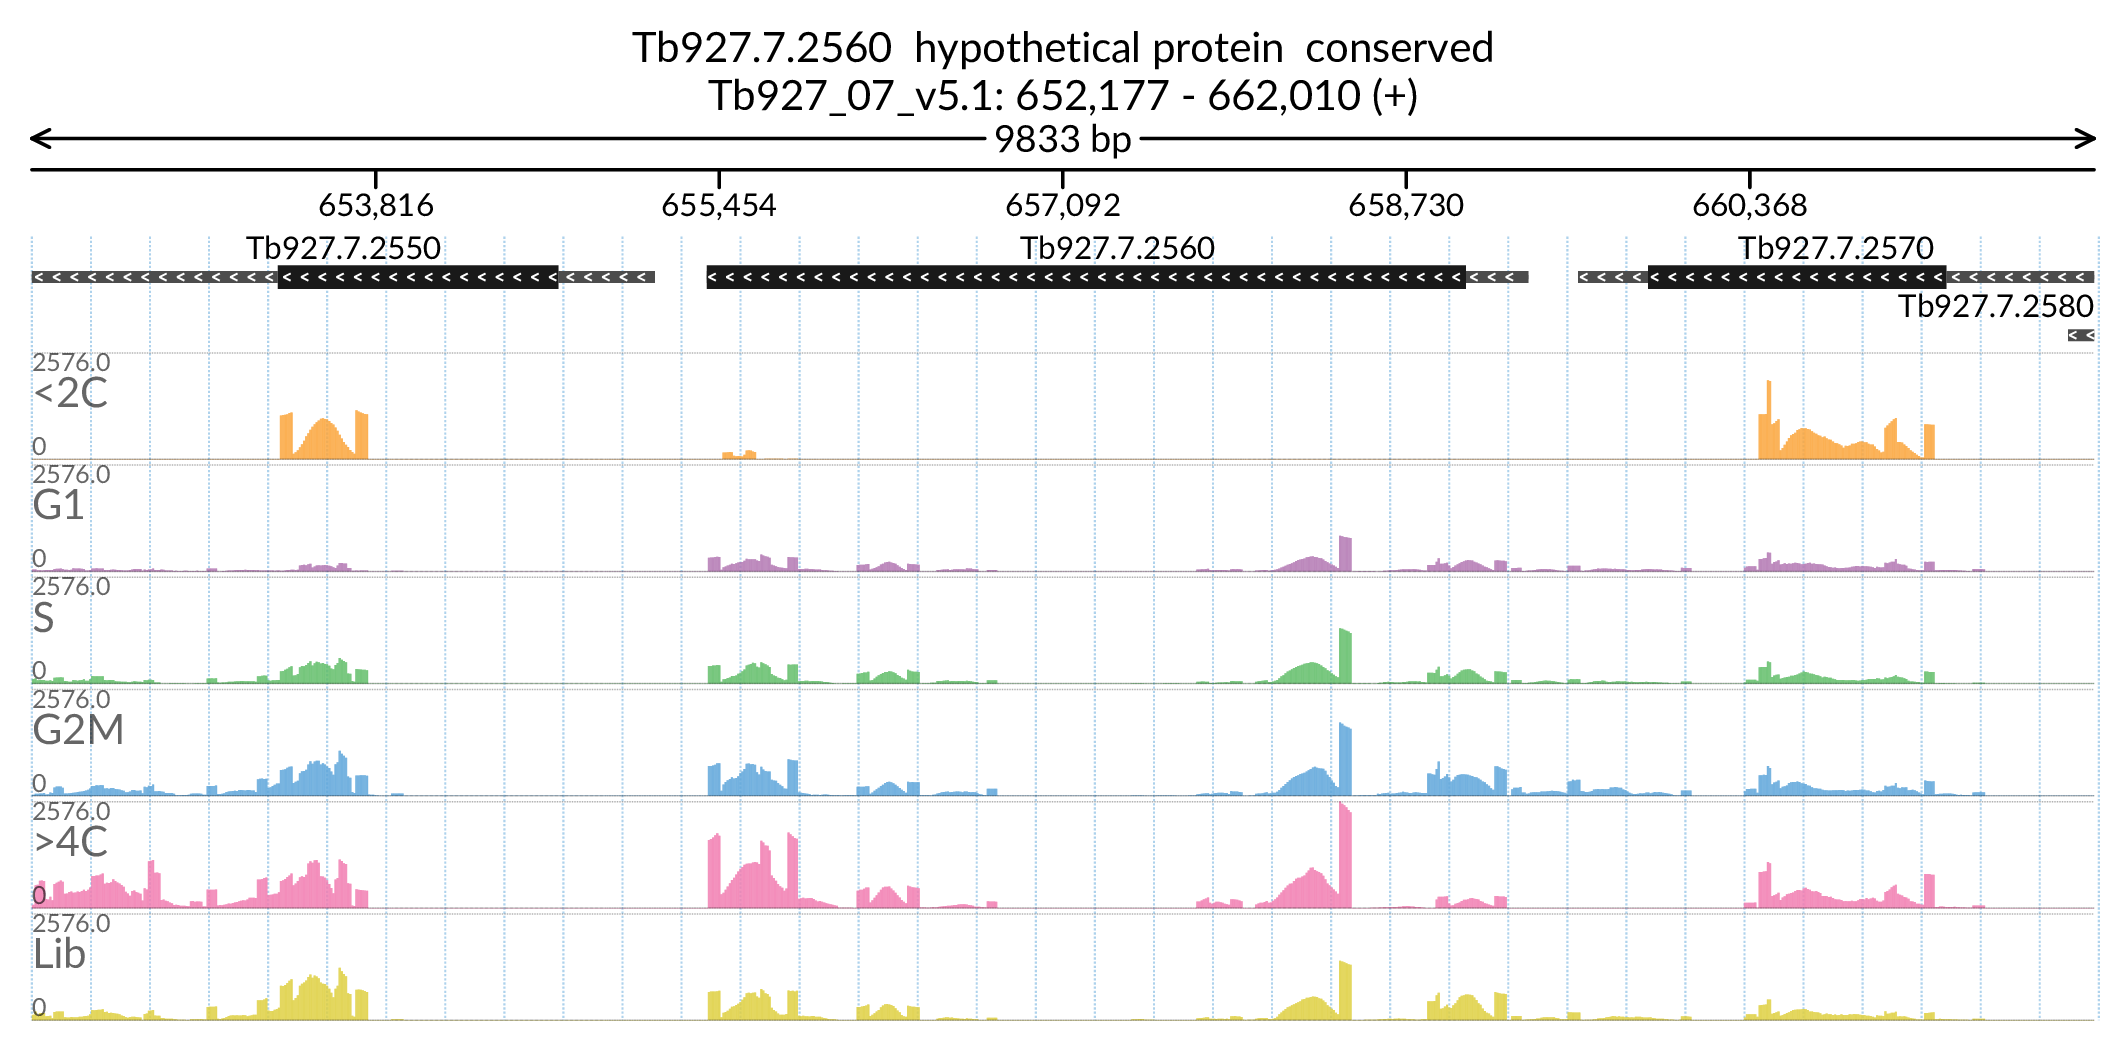 Tb927.7.2560 hypothetical protein conserved
Tb927_07_v5.1: 652,177 - 662,010 (+)
9833 bp
653,816 655,454 657,092 658,730 660,368
Tb927.7.2550 Tb927.7.2560 Tb927.7.2570
Tb927.7.2580
2576.0
<2C
0
2576.0
G1
0
2576.0
S
0
2576.0
G2M
0
2576.0
>4C
0
2576.0
Lib
0